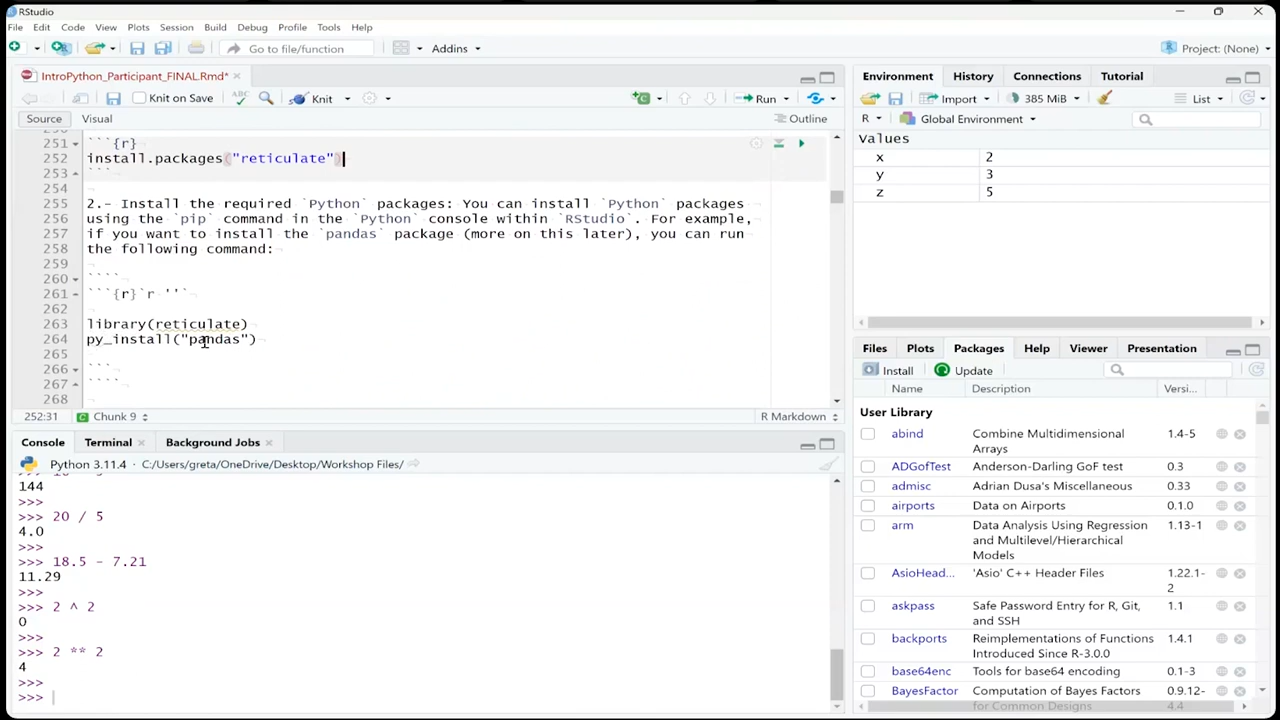 RStudio
File Edit Code View Plots Session Build Debug Profile Tools Help
Go to file/function Addins Project: (None)
IntroPython_Participant_FINAL.Rmd*
Knit on Save ABC Knit Run
Source Visual Outline
251 ```{r}
252 install.packages("reticulate")
253 ```
254
255 2.- Install the required `Python` packages: You can install `Python` packages
256 using the `pip` command in the `Python` console within `RStudio`. For example,
257 if you want to install the `pandas` package (more on this later), you can run
258 the following command:
259
260 ````
261 ```{r}`r ''`
262
263 library(reticulate)
264 py_install("pandas")
265
266 ```
267 ````
268
252:31 Chunk 9 R Markdown
Console Terminal Background Jobs
Python 3.11.4 · C:/Users/greta/OneDrive/Desktop/Workshop Files/
144
>>>
>>> 20 / 5
4.0
>>>
>>> 18.5 - 7.21
11.29
>>>
>>> 2 ^ 2
0
>>>
>>> 2 ** 2
4
>>>
>>>
Environment History Connections Tutorial
Import 385 MiB List
R Global Environment
Values
x 2
y 3
z 5
Files Plots Packages Help Viewer Presentation
Install Update
Name Description Versi...
User Library
abind Combine Multidimensional Arrays 1.4-5
ADGofTest Anderson-Darling GoF test 0.3
admisc Adrian Dusa's Miscellaneous 0.33
airports Data on Airports 0.1.0
arm Data Analysis Using Regression and Multilevel/Hierarchical Models 1.13-1
AsioHead... 'Asio' C++ Header Files 1.22.1-2
askpass Safe Password Entry for R, Git, and SSH 1.1
backports Reimplementations of Functions Introduced Since R-3.0.0 1.4.1
base64enc Tools for base64 encoding 0.1-3
BayesFactor Computation of Bayes Factors for Common Designs 0.9.12-4.4